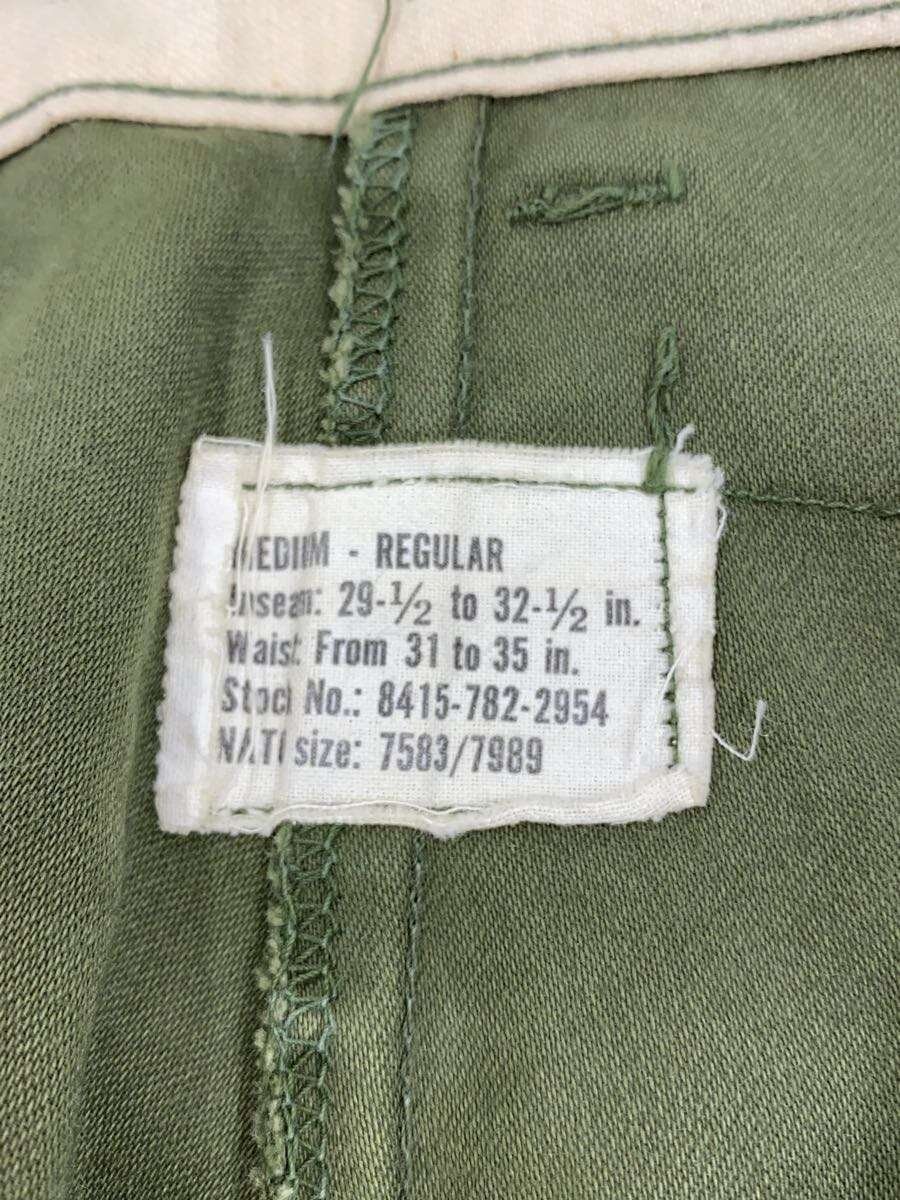 MEDIUM - REGULAR
Inseam: 29-1/2 to 32-1/2 in.
Waist From 31 to 35 in.
Stock No.: 8415-782-2954
NATO size: 7583/7989